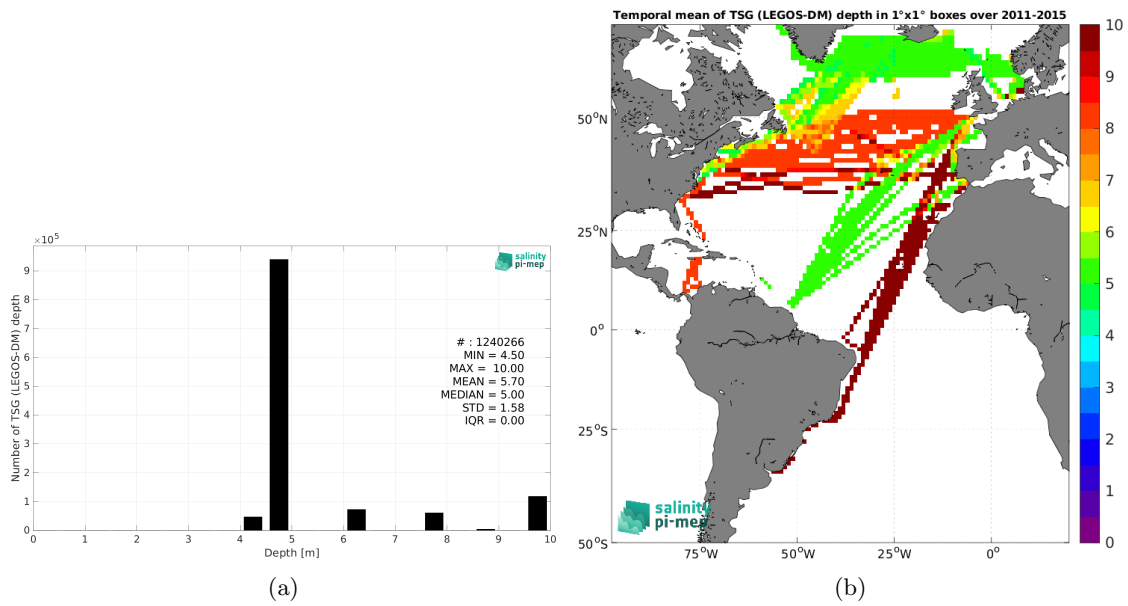 ×10⁵
9
8
7
6
5
4
3
2
1
0
0 1 2 3 4 5 6 7 8 9 10
Number of TSG (LEGOS-DM) depth
Depth [m]
salinity
pi-mep
# : 1240266
MIN = 4.50
MAX = 10.00
MEAN = 5.70
MEDIAN = 5.00
STD = 1.58
IQR = 0.00
(a)
Temporal mean of TSG (LEGOS-DM) depth in 1°x1° boxes over 2011-2015
50°N
25°N
0°
25°S
50°S
75°W 50°W 25°W 0°
salinity
pi-mep
10
9
8
7
6
5
4
3
2
1
0
(b)